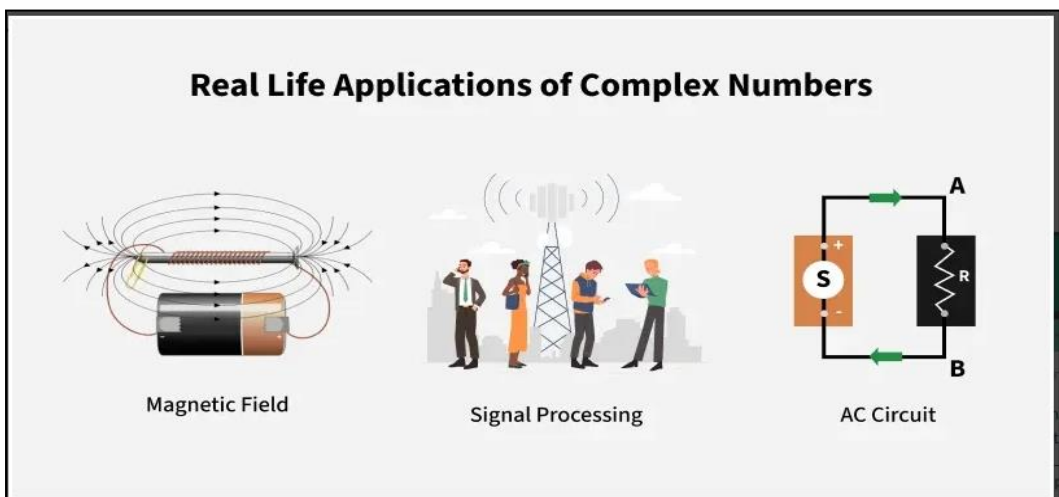 Real Life Applications of Complex Numbers
A
+
S
R
-
B
Magnetic Field
Signal Processing
AC Circuit